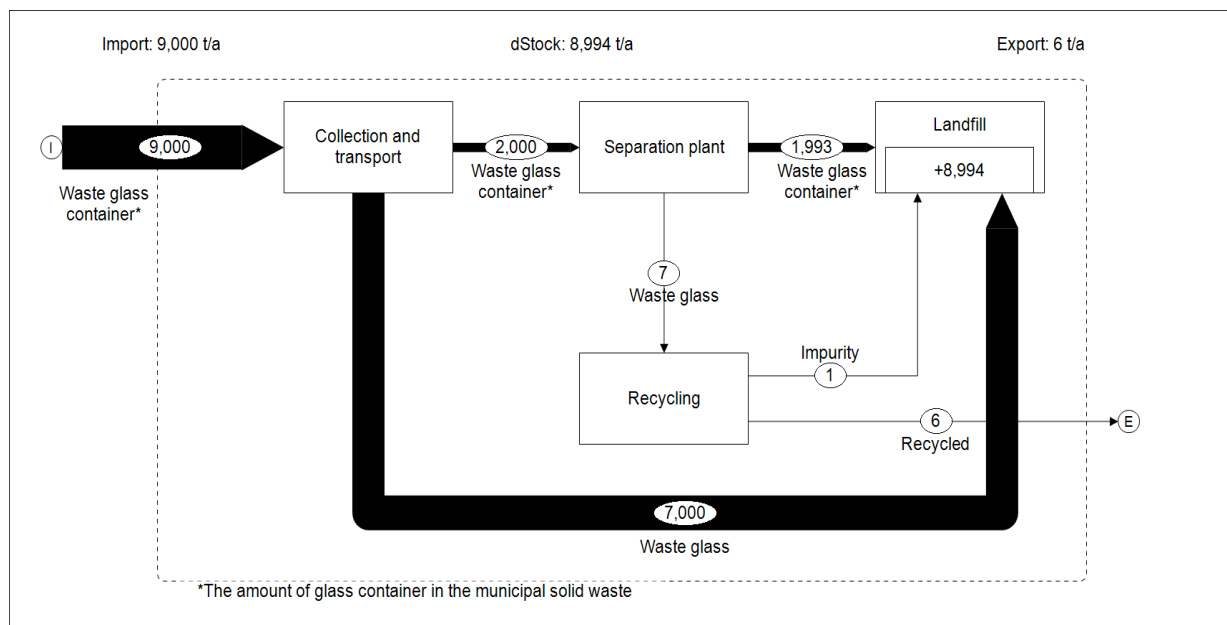 Import: 9,000 t/a
dStock: 8,994 t/a
Export: 6 t/a
I
9,000
Waste glass
container*
Collection and
transport
2,000
Waste glass
container*
Separation plant
1,993
Waste glass
container*
Landfill
+8,994
7
Waste glass
Recycling
Impurity
1
6
Recycled
E
7,000
Waste glass
*The amount of glass container in the municipal solid waste